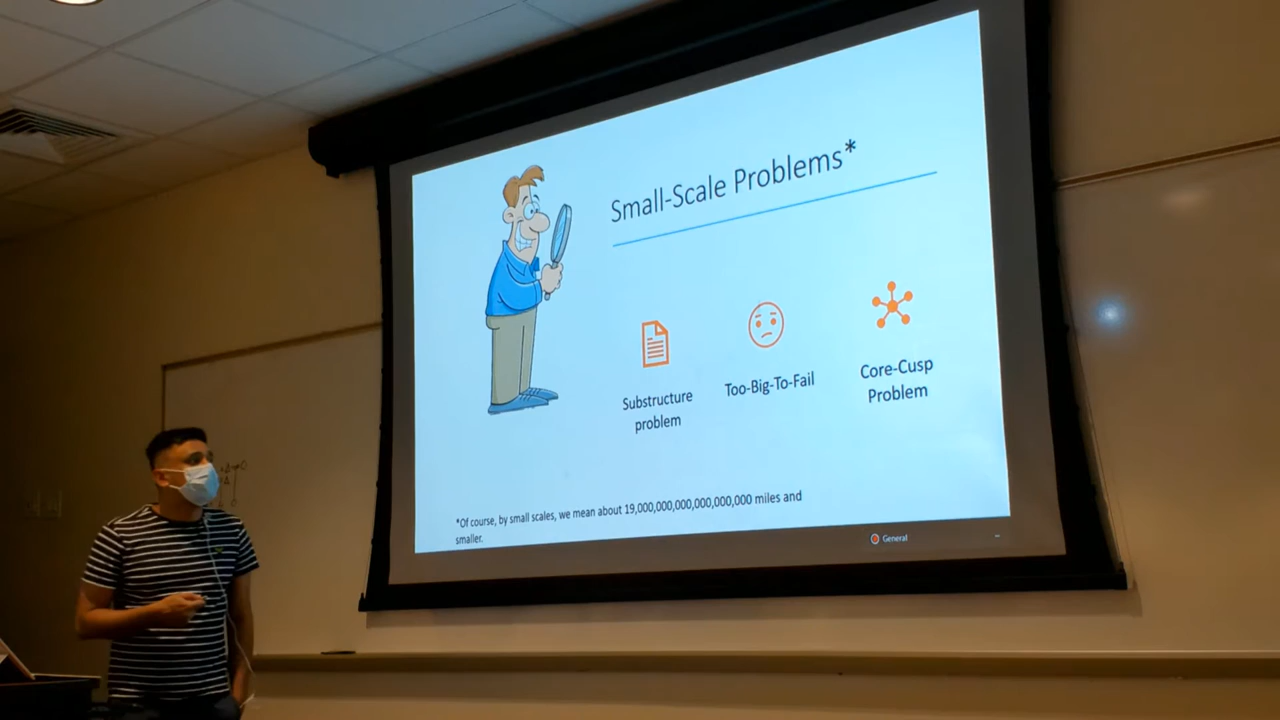 Small-Scale Problems*
Substructure
problem
Too-Big-To-Fail
Core-Cusp
Problem
*Of course, by small scales, we mean about 19,000,000,000,000,000,000 miles and
smaller.
General